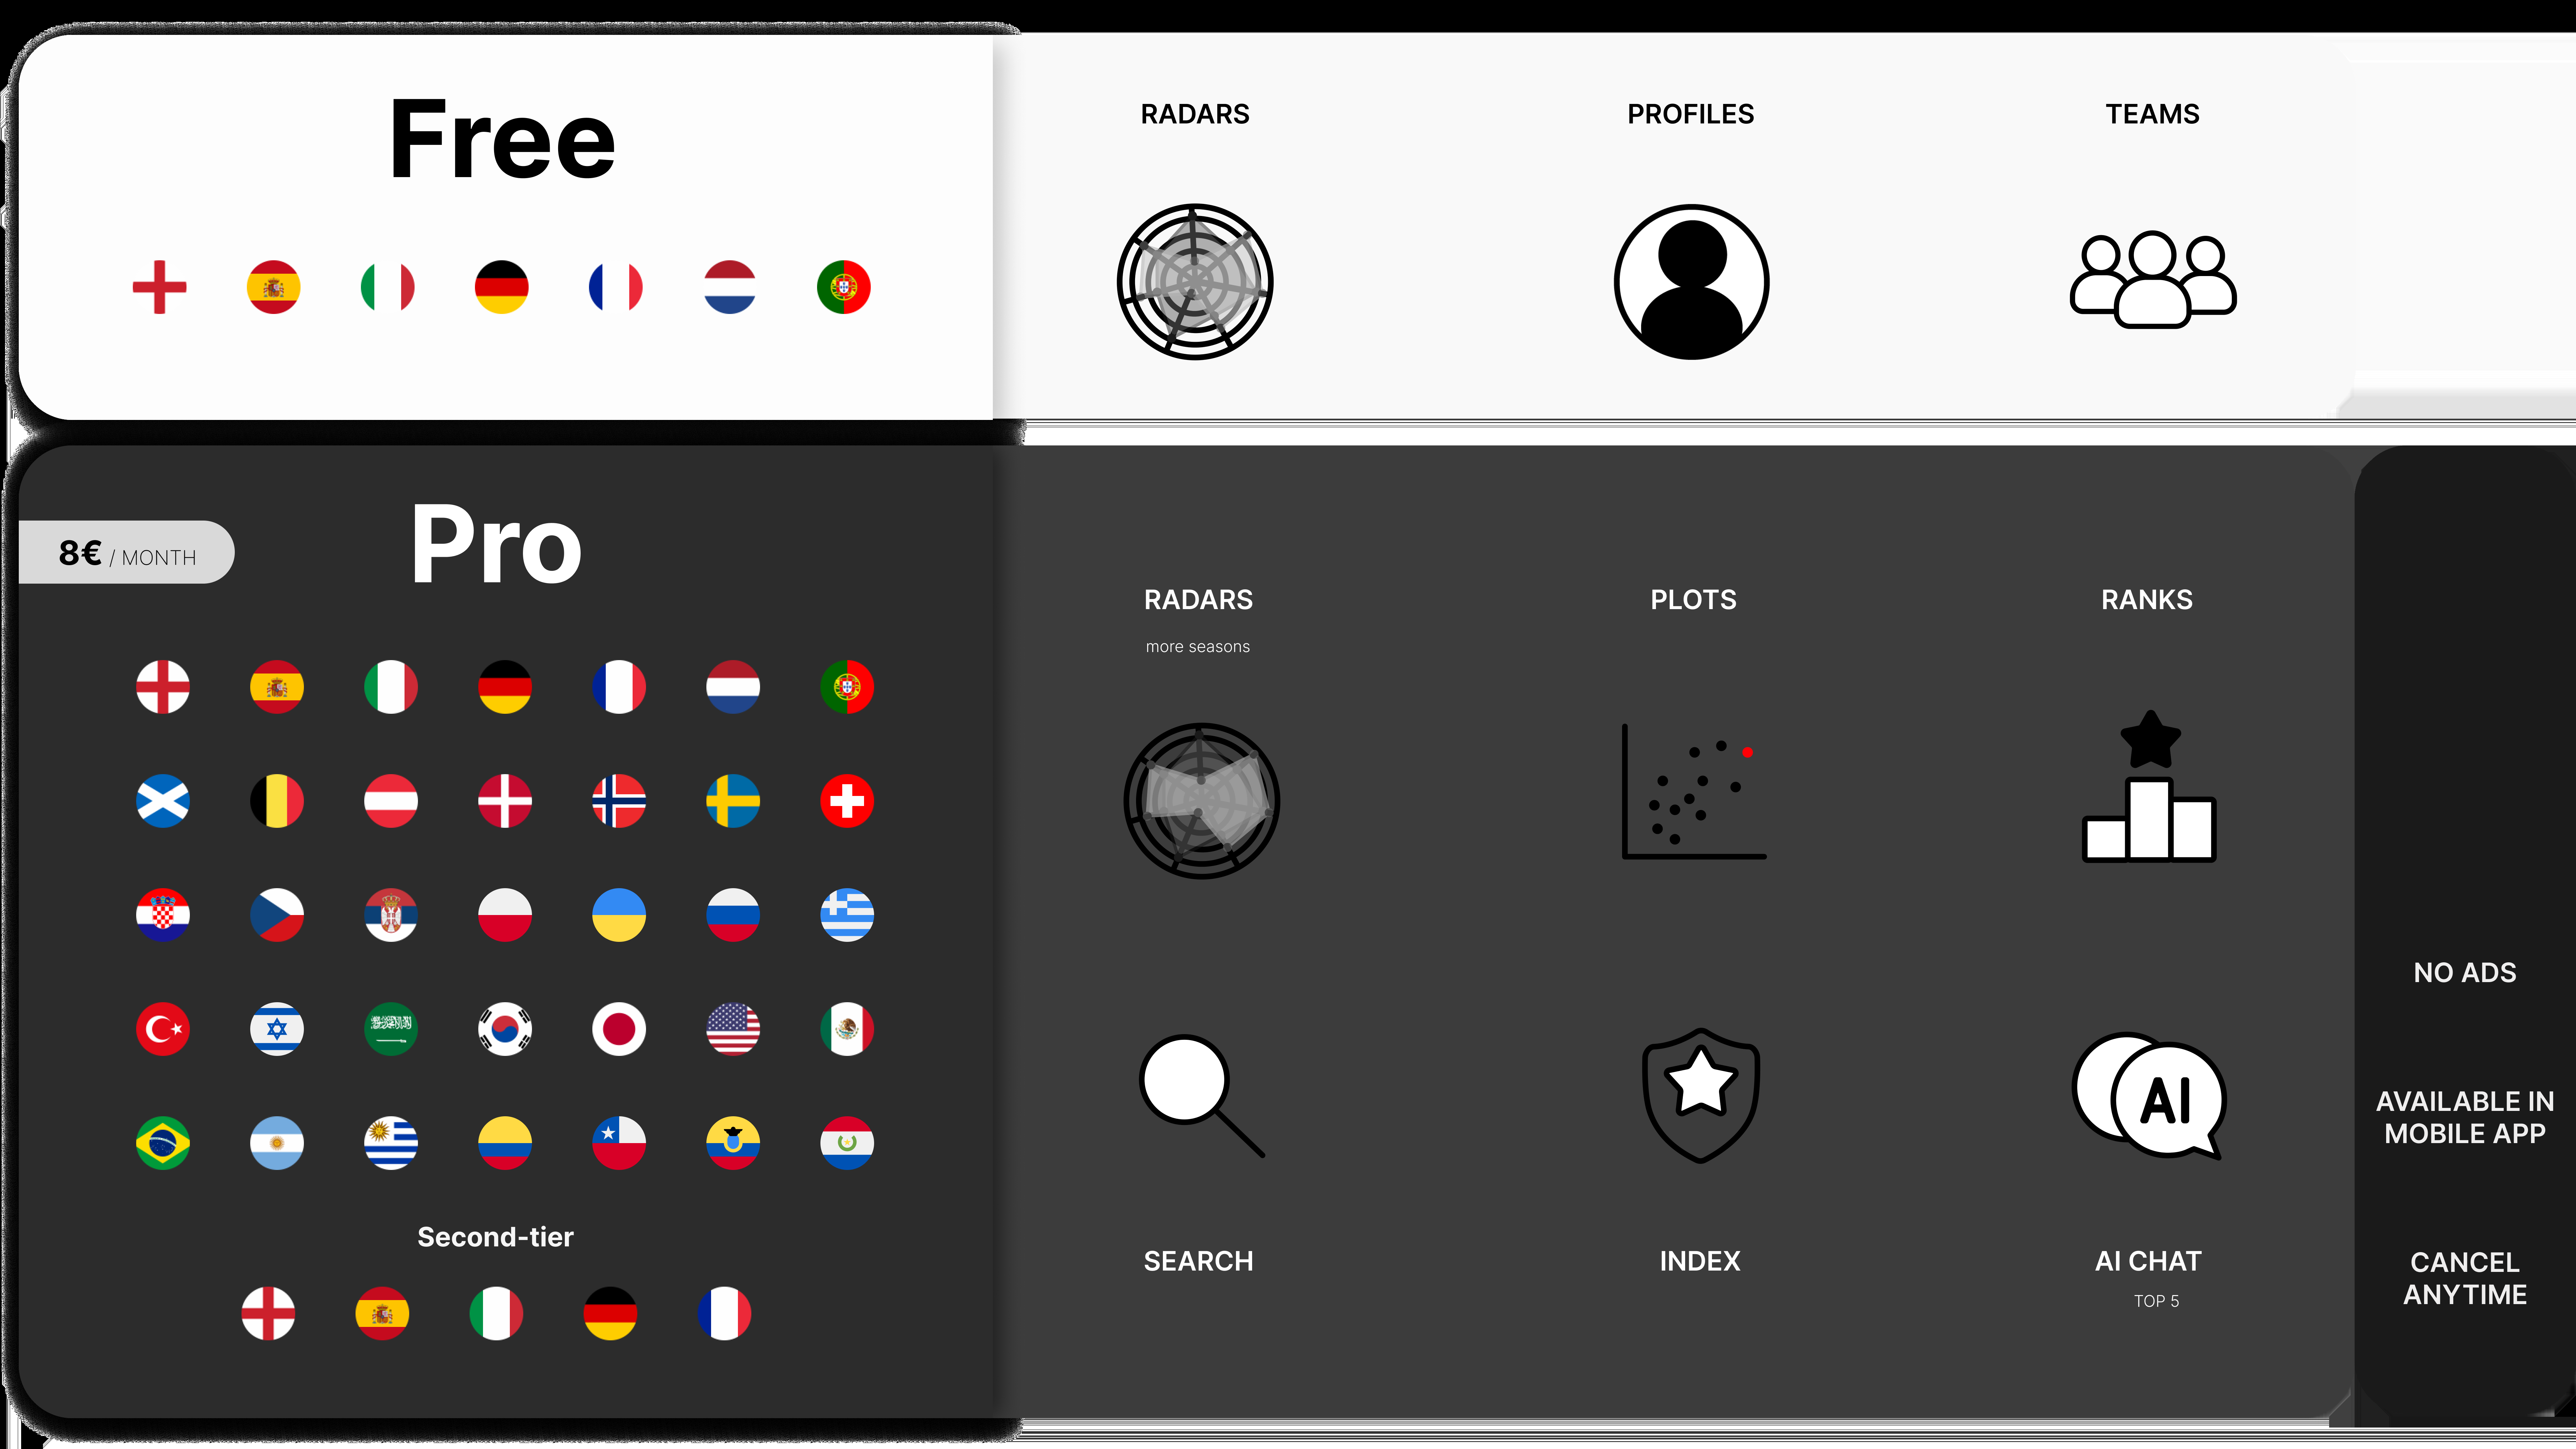 Free
RADARS
PROFILES
TEAMS
8€ / MONTH
Pro
RADARS
more seasons
PLOTS
RANKS
Second-tier
SEARCH
INDEX
AI
AI CHAT
TOP 5
NO ADS
AVAILABLE IN
MOBILE APP
CANCEL
ANYTIME